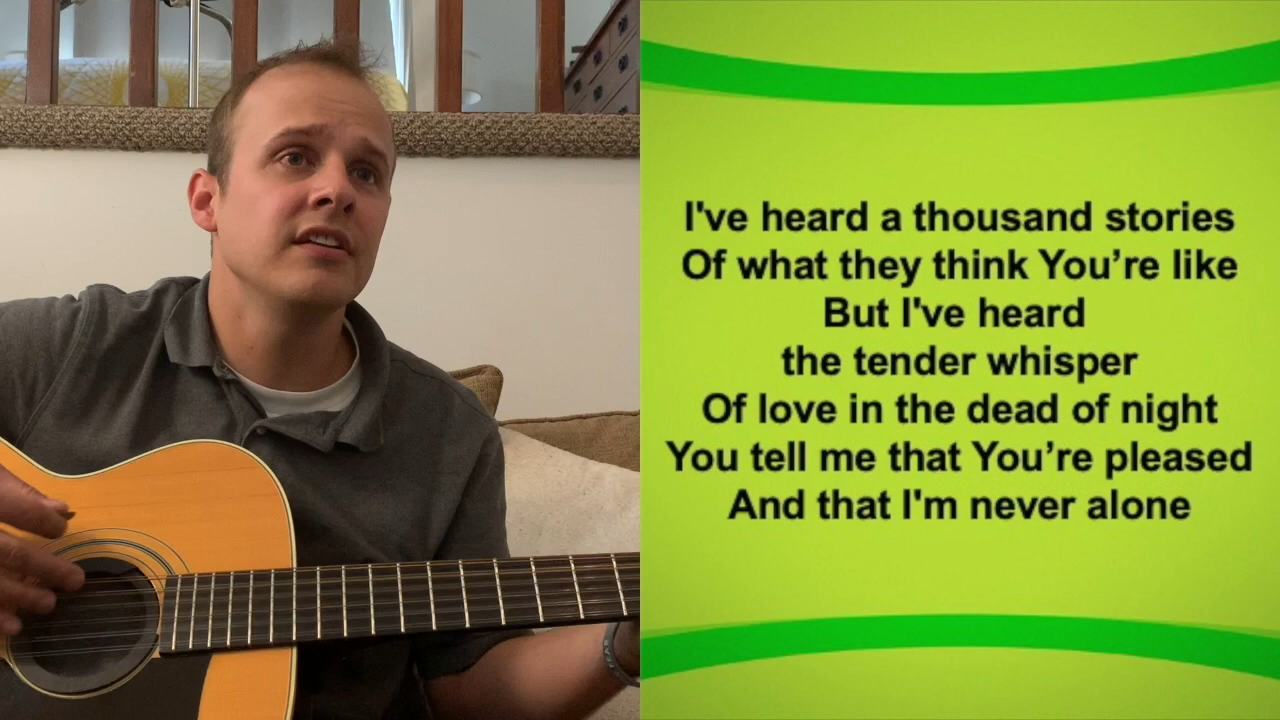 I've heard a thousand stories
Of what they think You’re like
But I've heard
the tender whisper
Of love in the dead of night
You tell me that You’re pleased
And that I'm never alone